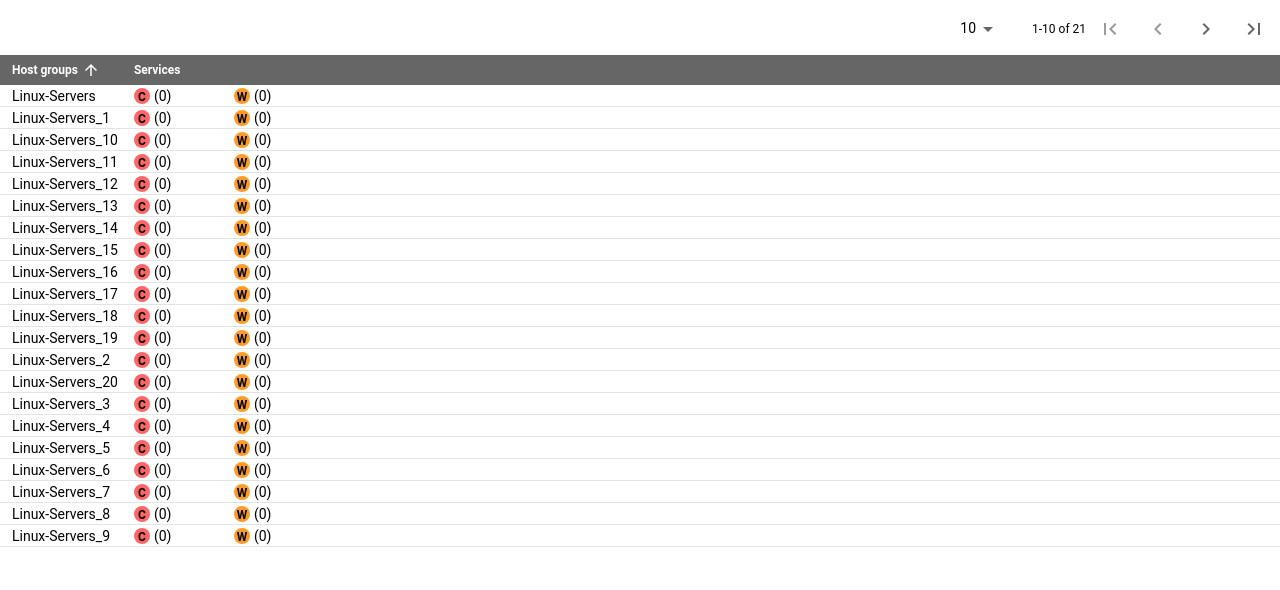 10 1-10 of 21
Host groups Services
Linux-Servers C (0) W (0)
Linux-Servers_1 C (0) W (0)
Linux-Servers_10 C (0) W (0)
Linux-Servers_11 C (0) W (0)
Linux-Servers_12 C (0) W (0)
Linux-Servers_13 C (0) W (0)
Linux-Servers_14 C (0) W (0)
Linux-Servers_15 C (0) W (0)
Linux-Servers_16 C (0) W (0)
Linux-Servers_17 C (0) W (0)
Linux-Servers_18 C (0) W (0)
Linux-Servers_19 C (0) W (0)
Linux-Servers_2 C (0) W (0)
Linux-Servers_20 C (0) W (0)
Linux-Servers_3 C (0) W (0)
Linux-Servers_4 C (0) W (0)
Linux-Servers_5 C (0) W (0)
Linux-Servers_6 C (0) W (0)
Linux-Servers_7 C (0) W (0)
Linux-Servers_8 C (0) W (0)
Linux-Servers_9 C (0) W (0)